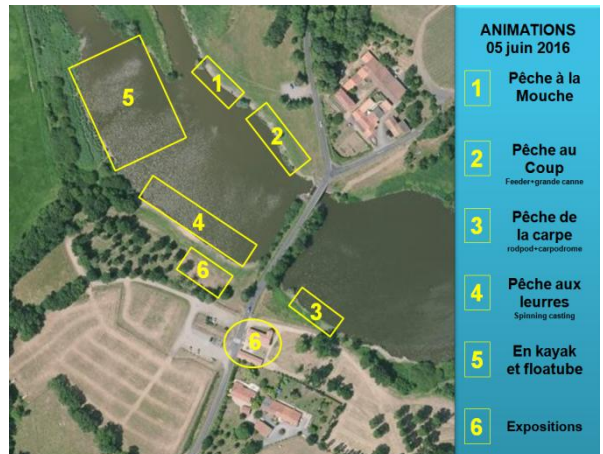 ANIMATIONS
05 juin 2016
1
Pêche à la
Mouche
2
Pêche au
Coup
Feeder+grande canne
3
Pêche de
la carpe
rodpod+carpodrome
4
Pêche aux
leurres
Spinning casting
5
En kayak
et floatube
6
Expositions
1
5
2
4
6
3
6